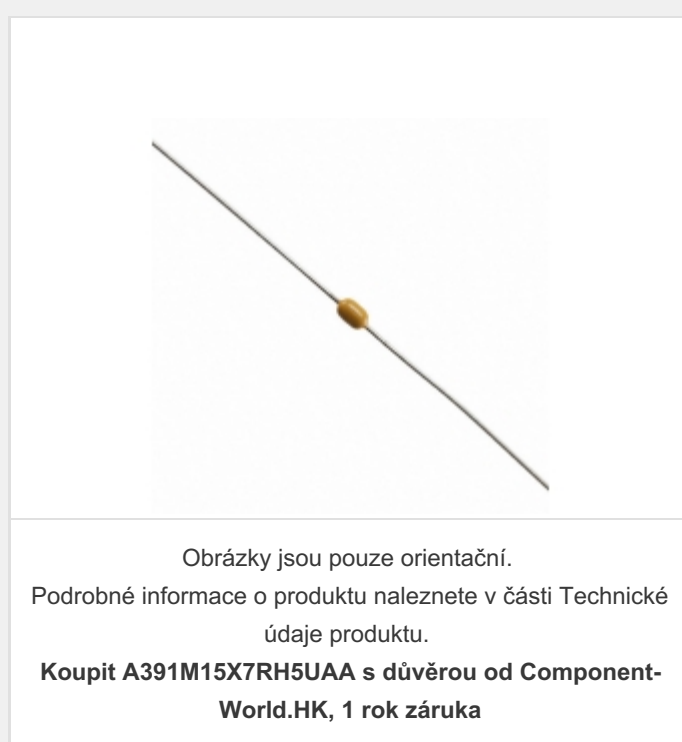 Obrázky jsou pouze orientační.
Podrobné informace o produktu naleznete v části Technické
údaje produktu.
Koupit A391M15X7RH5UAA s důvěrou od Component-
World.HK, 1 rok záruka